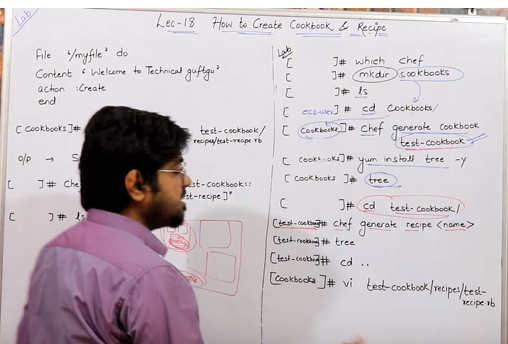 Lab
Lec-18 How to Create Cookbook & Recipe
File '/myfile' do
Content 'Welcome to Technical guftgu'
action :Create
end
[Cookbooks]#
test-cookbook/
recipes/test-recipe.rb
O/P →
[ ]# Che
test-cookbook::
test-recipe]"
[ ]# ls
Lab
[ ]# which chef
[ ]# mkdir cookbooks
[ ]# ls
[ec2-user]# cd Cookbooks/
[Cookbooks]# chef generate cookbook
test-cookbook
[cookbooks]# yum install tree -y
[cookbooks]# tree
[ ]# cd test-cookbook/
[test-cookbook]# chef generate recipe <name>
[test-cookbook]# tree
[test-cookbook]# cd ..
[Cookbooks]# vi test-cookbook/recipes/test-
recipe.rb